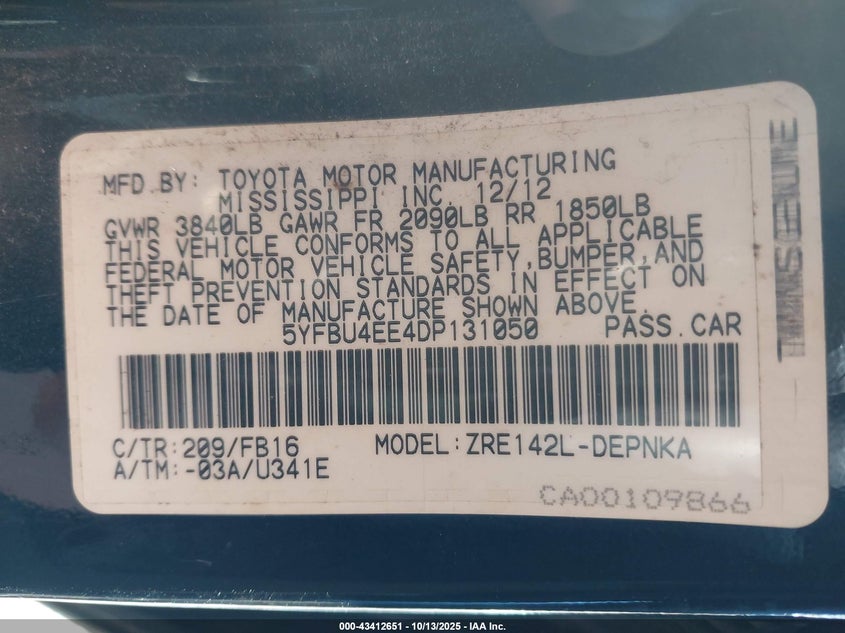 MFD.BY: TOYOTA MOTOR MANUFACTURING
MISSISSIPPI INC. 12/12
GVWR 3840LB GAWR FR 2090LB RR 1850LB
THIS VEHICLE CONFORMS TO ALL APPLICABLE
FEDERAL MOTOR VEHICLE SAFETY,BUMPER,AND
THEFT PREVENTION STANDARDS IN EFFECT ON
THE DATE OF MANUFACTURE SHOWN ABOVE.
5YFBU4EE4DP131050 PASS.CAR
C/TR:209/FB16 MODEL:ZRE142L-DEPNKA
A/TM:-03A/U341E
CA00109866
000-43412651 - 10/13/2025 - IAA Inc.